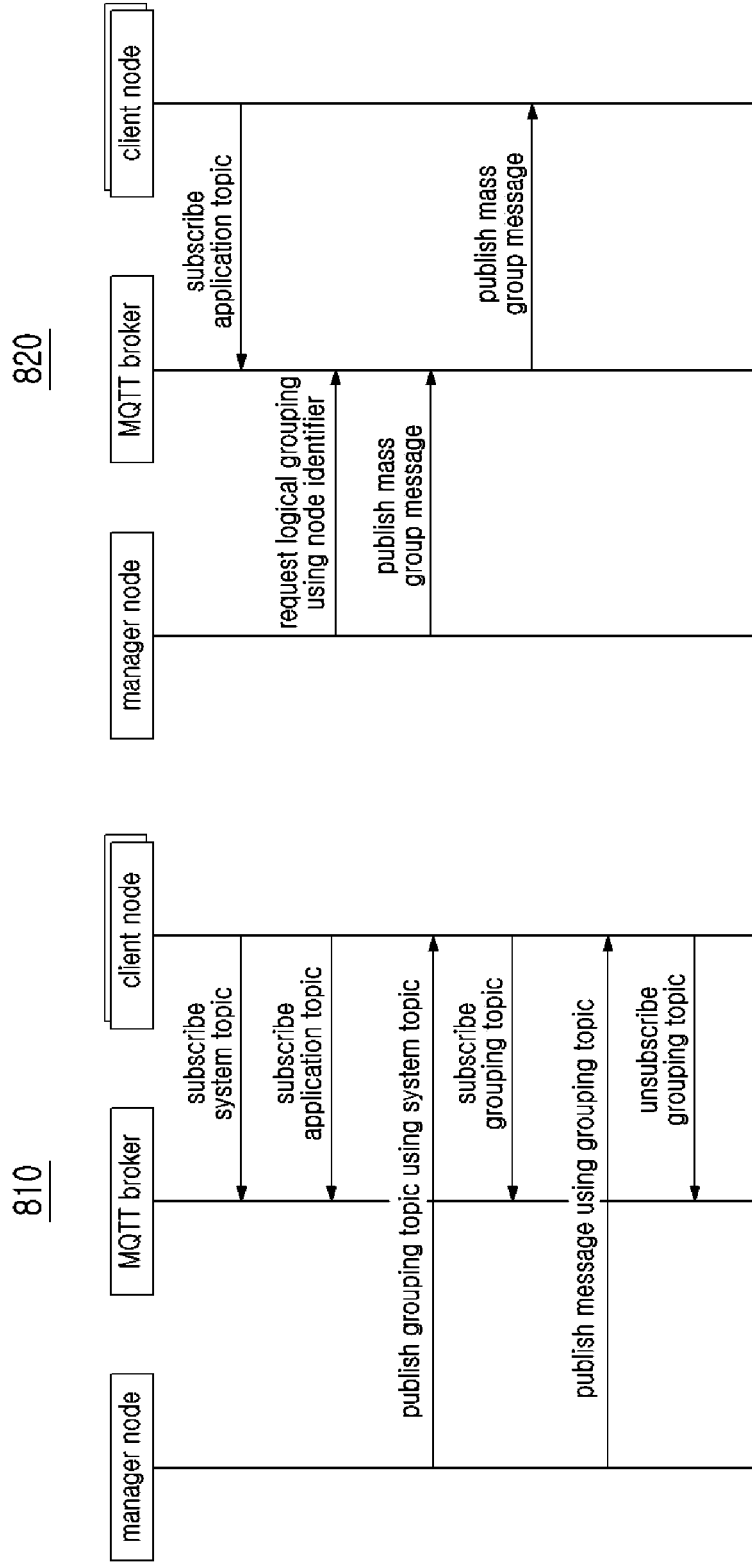 810
manager node
MQTT broker
client node
subscribe
system topic
subscribe
application topic
publish grouping topic using system topic
subscribe
grouping topic
publish message using grouping topic
unsubscribe
grouping topic
820
manager node
MQTT broker
client node
subscribe
application topic
request logical grouping
using node identifier
publish mass
group message
publish mass
group message